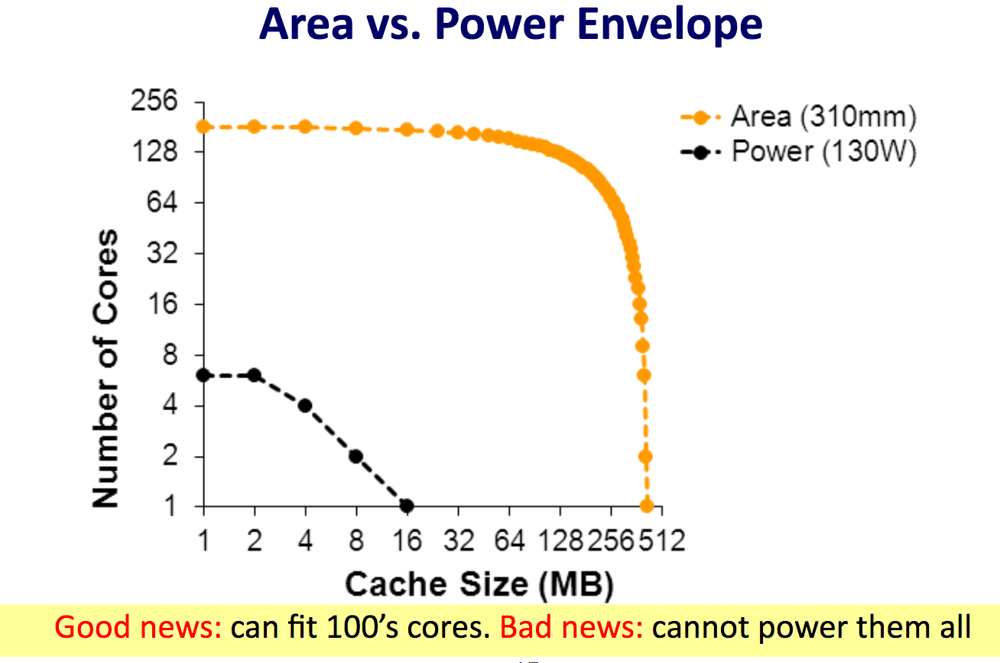 Area vs. Power Envelope
256
128
64
32
16
8
4
2
1
Number of Cores
1 2 4 8 16 32 64 128 256 512
Cache Size (MB)
Area (310mm)
Power (130W)
Good news: can fit 100’s cores. Bad news: cannot power them all